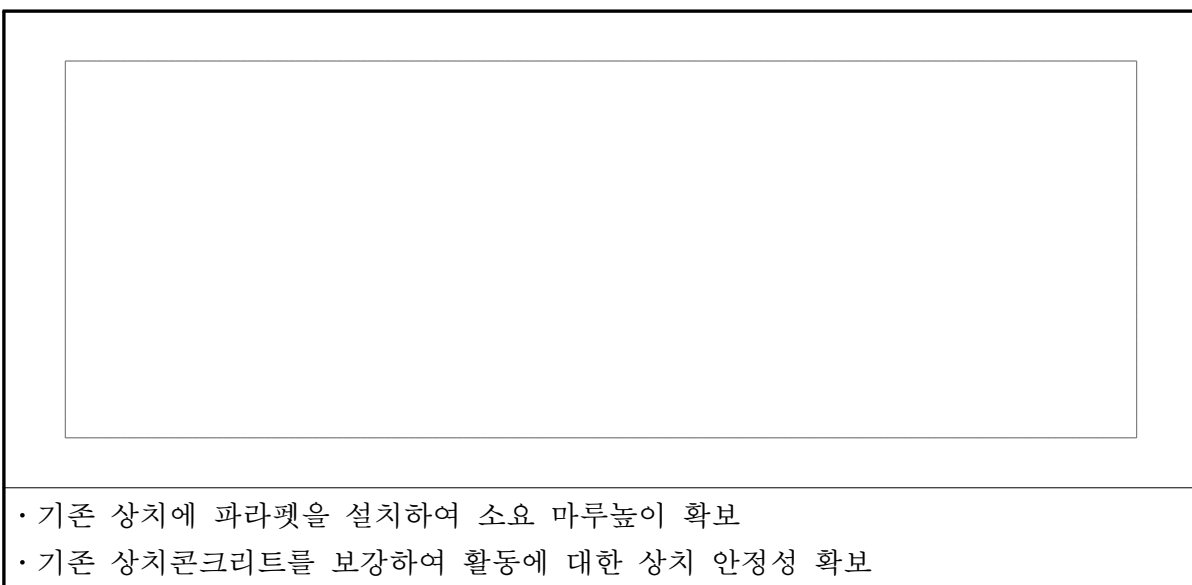 · 기존 상치에 파라펫을 설치하여 소요 마루높이 확보
· 기존 상치콘크리트를 보강하여 활동에 대한 상치 안정성 확보